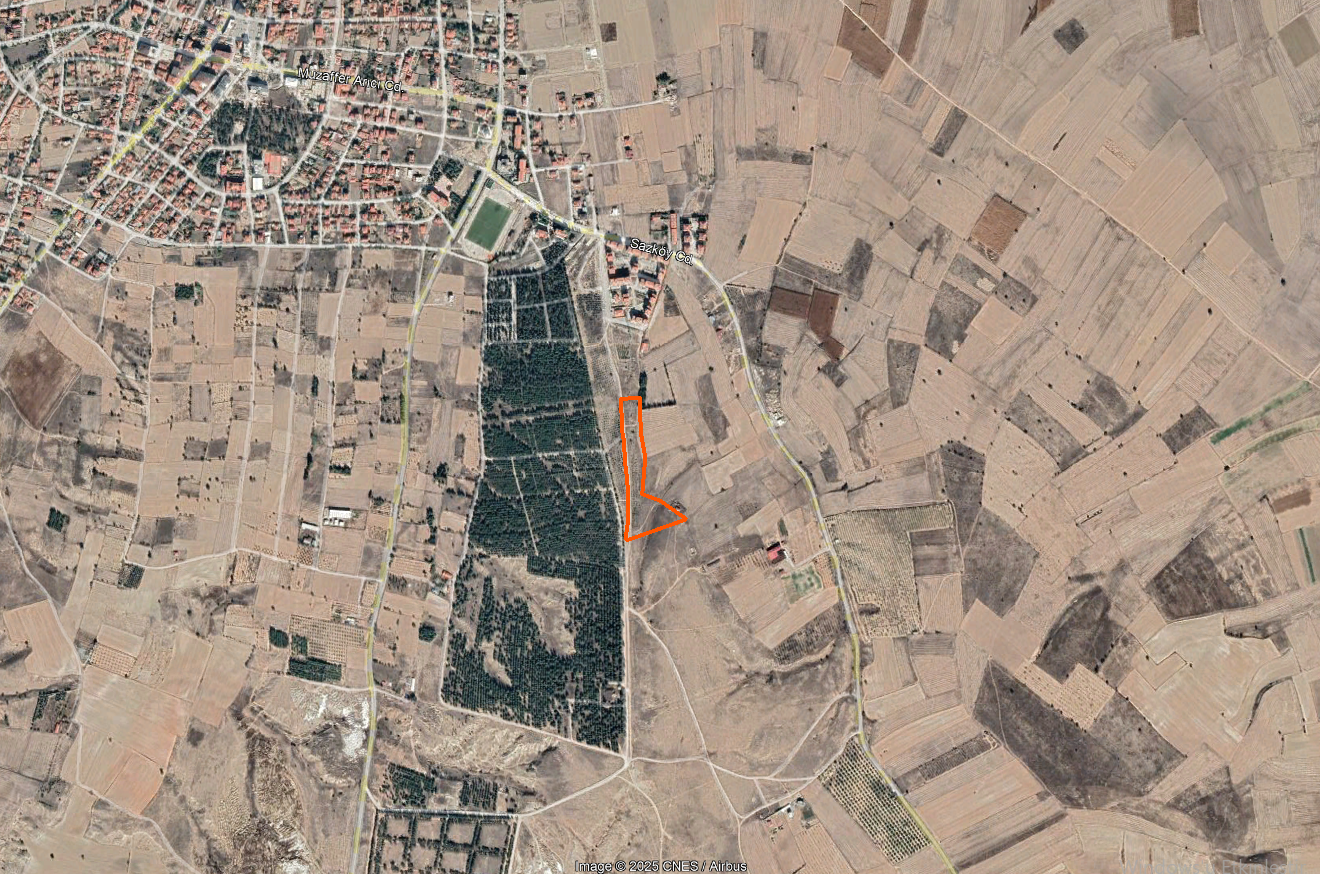 Muzaffer Arıcı Cd.
Sazköy Cd.
Image © 2025 CNES / Airbus